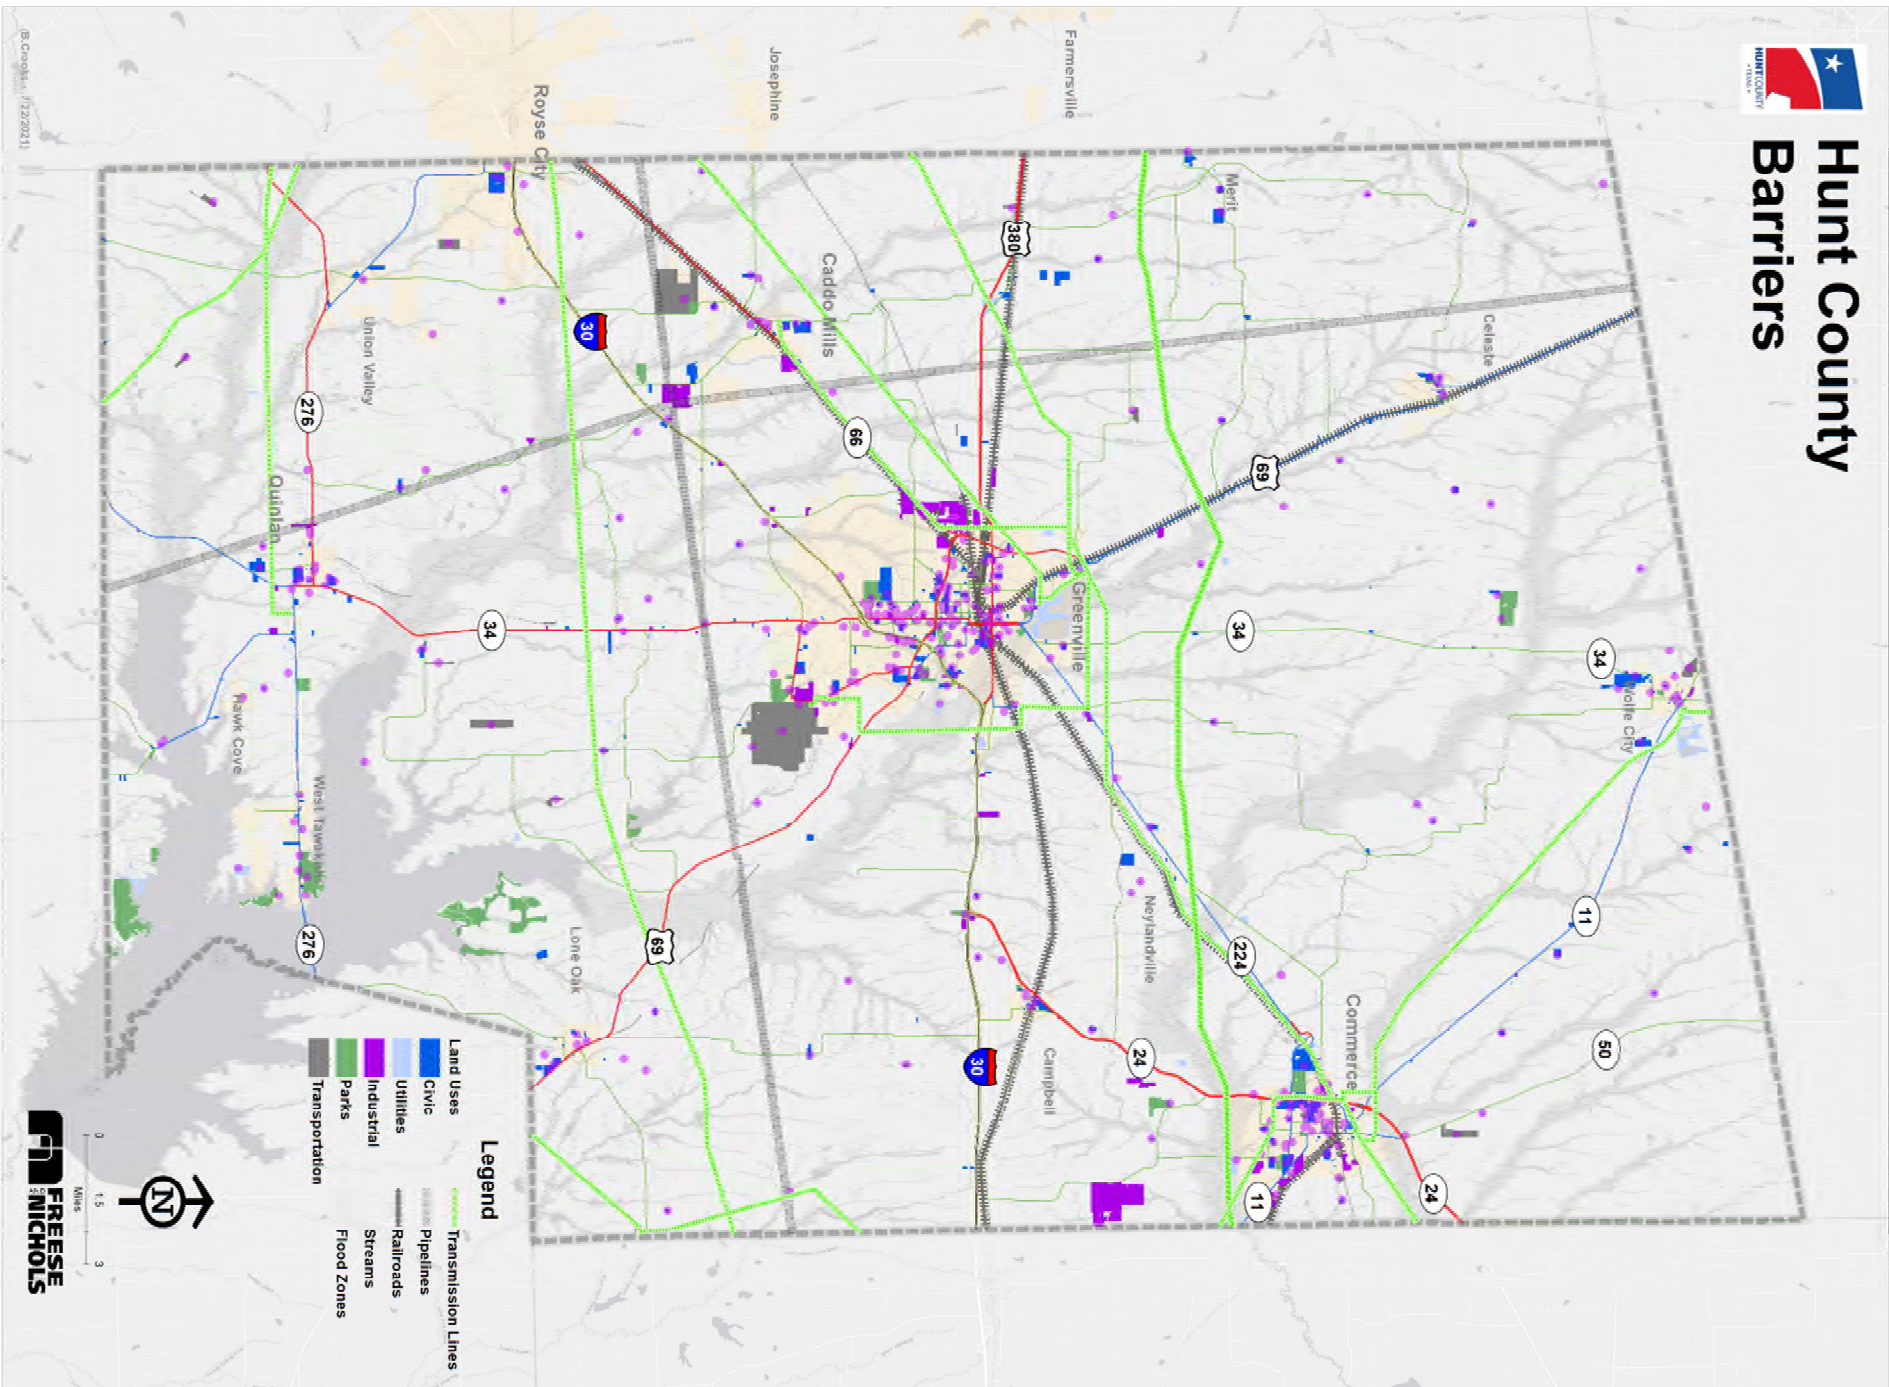 HUNT COUNTY
TEXAS
Hunt County
Barriers
Wolfe City
34
11
50
Celeste
69
Merit
34
Farmersville
380
Greenville
Neylandville
224
Commerce
24
24
11
Campbell
30
Josephine
Caddo Mills
66
Royse City
30
69
Lone Oak
34
Union Valley
276
Quinlan
Hawk Cove
West Tawakoni
276
Legend
Land Uses
Civic
Utilities
Industrial
Parks
Transportation
Transmission Lines
Pipelines
Railroads
Streams
Flood Zones
0 1.5 3
Miles
N
FREESE
NICHOLS